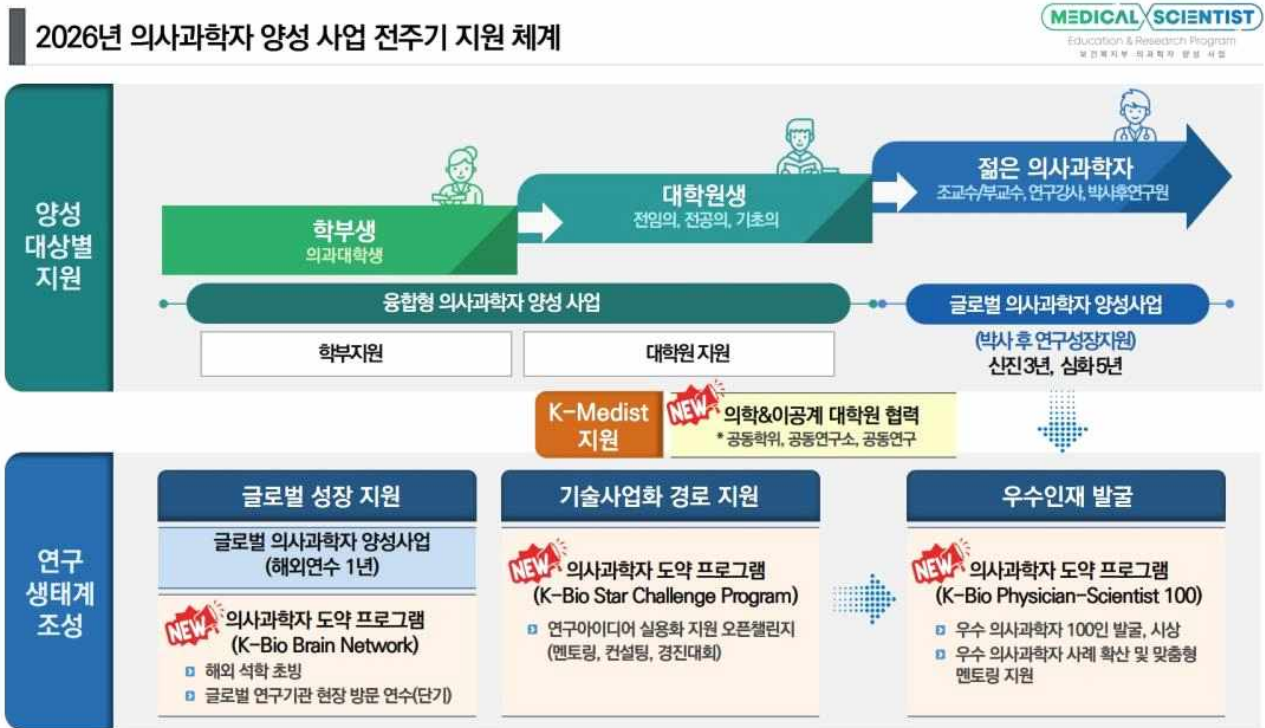 2026년 의사과학자 양성 사업 전주기 지원 체계
MEDICAL SCIENTIST
Education & Research Program
보건복지부 의과학자 양성 사업
양성
대상별
지원
학부생
의과대학생
대학원생
전임의, 전공의, 기초의
젊은 의사과학자
조교수/부교수, 연구강사, 박사후연구원
융합형 의사과학자 양성 사업
글로벌 의사과학자 양성사업
학부지원
대학원 지원
(박사 후 연구성장지원)
신진 3년, 심화 5년
K-Medist
지원
NEW
의학&이공계 대학원 협력
* 공동학위, 공동연구소, 공동연구
연구
생태계
조성
글로벌 성장 지원
글로벌 의사과학자 양성사업
(해외연수 1년)
NEW
의사과학자 도약 프로그램
(K-Bio Brain Network)
해외 석학 초빙
글로벌 연구기관 현장 방문 연수(단기)
기술사업화 경로 지원
NEW
의사과학자 도약 프로그램
(K-Bio Star Challenge Program)
연구아이디어 실용화 지원 오픈챌린지
(멘토링, 컨설팅, 경진대회)
우수인재 발굴
NEW
의사과학자 도약 프로그램
(K-Bio Physician-Scientist 100)
우수 의사과학자 100인 발굴, 시상
우수 의사과학자 사례 확산 및 맞춤형
멘토링 지원